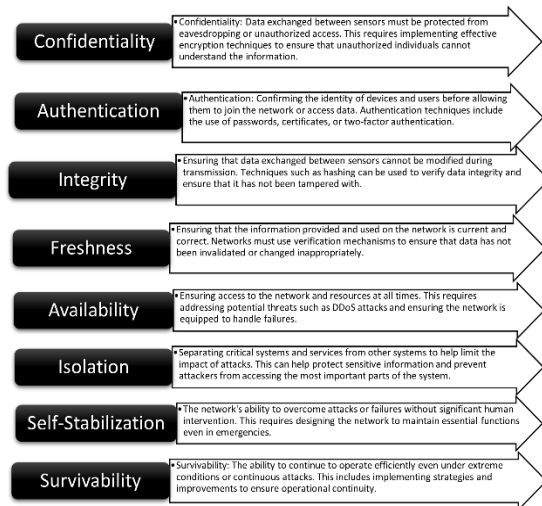 Confidentiality
• Confidentiality: Data exchanged between sensors must be protected from
eavesdropping or unauthorized access. This requires implementing effective
encryption techniques to ensure that unauthorized individuals cannot
understand the information.
Authentication
• Authentication: Confirming the identity of devices and users before allowing
them to join the network or access data. Authentication techniques include
the use of passwords, certificates, or two-factor authentication.
Integrity
• Ensuring that data exchanged between sensors cannot be modified during
transmission. Techniques such as hashing can be used to verify data integrity and
ensure that it has not been tampered with.
Freshness
• Ensuring that the information provided and used on the network is current and
correct. Networks must use verification mechanisms to ensure that data has not
been invalidated or changed inappropriately.
Availability
• Ensuring access to the network and resources at all times. This requires
addressing potential threats such as DDoS attacks and ensuring the network is
equipped to handle failures.
Isolation
• Separating critical systems and services from other systems to help limit the
impact of attacks. This can help protect sensitive information and prevent
attackers from accessing the most important parts of the system.
Self-Stabilization
• The network's ability to overcome attacks or failures without significant human
intervention. This requires designing the network to maintain essential functions
even in emergencies.
Survivability
• Survivability: The ability to continue to operate efficiently even under extreme
conditions or continuous attacks. This includes implementing strategies and
improvements to ensure operational continuity.